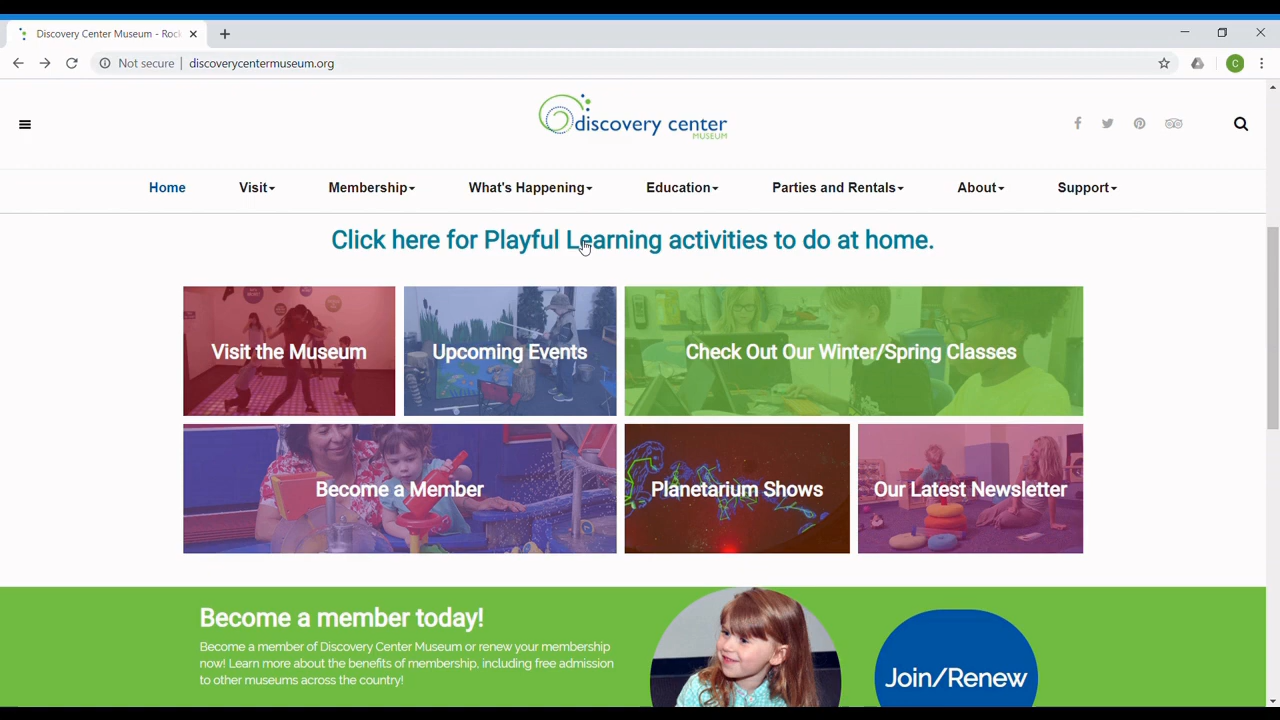 Discovery Center Museum - Rock
Not secure | discoverycentermuseum.org
C
discovery center
MUSEUM
Home Visit Membership What's Happening Education Parties and Rentals About Support
Click here for Playful Learning activities to do at home.
Visit the Museum Upcoming Events Check Out Our Winter/Spring Classes
Become a Member Planetarium Shows Our Latest Newsletter
Become a member today!
Become a member of Discovery Center Museum or renew your membership
now! Learn more about the benefits of membership, including free admission
to other museums across the country!
Join/Renew